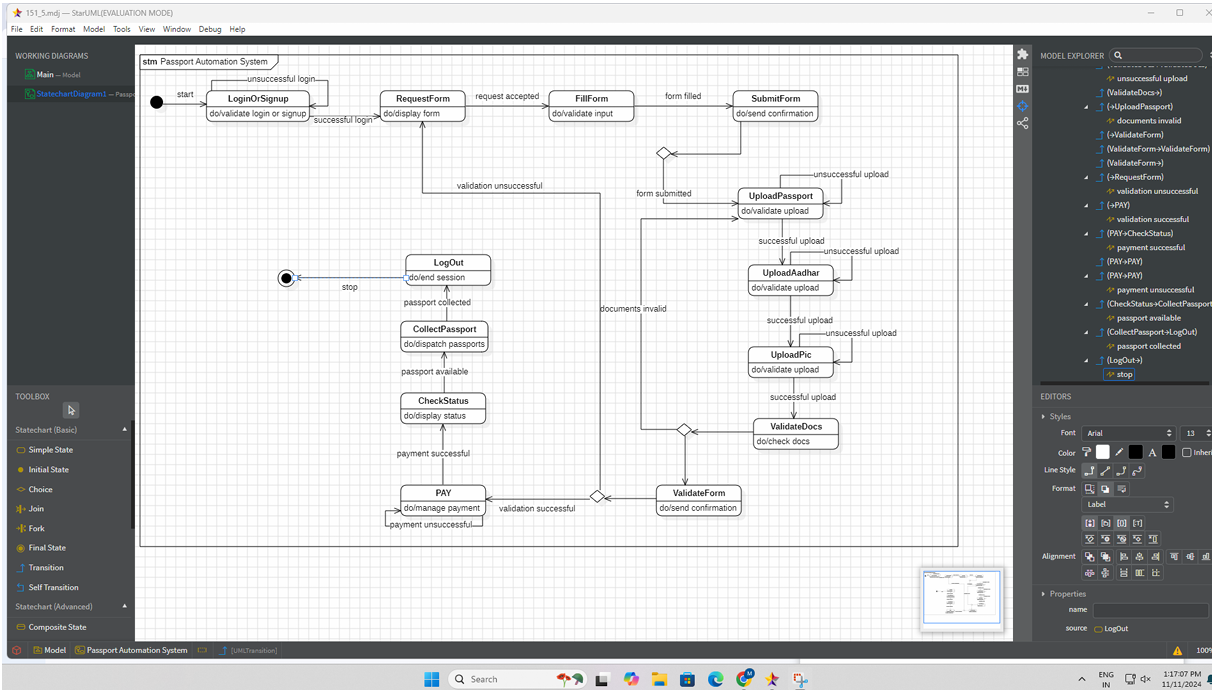 151_5.mdj — StarUML(EVALUATION MODE)
File Edit Format Model Tools View Window Debug Help
WORKING DIAGRAMS
Main — Model
StatechartDiagram1 — Passpo
TOOLBOX
Statechart (Basic)
Simple State
Initial State
Choice
Join
Fork
Final State
Transition
Self Transition
Statechart (Advanced)
Composite State
stm Passport Automation System
unsuccessful login
start
LoginOrSignup
do/validate login or signup
successful login
RequestForm
do/display form
request accepted
FillForm
do/validate input
form filled
SubmitForm
do/send confirmation
form submitted
validation unsuccessful
unsuccessful upload
UploadPassport
do/validate upload
successful upload
unsuccessful upload
UploadAadhar
do/validate upload
successful upload
unsucessful upload
UploadPic
do/validate upload
successful upload
ValidateDocs
do/check docs
documents invalid
ValidateForm
do/send confirmation
validation successful
PAY
do/manage payment
payment unsuccessful
payment successful
CheckStatus
do/display status
passport available
CollectPassport
do/dispatch passports
passport collected
LogOut
do/end session
stop
MODEL EXPLORER
unsuccessful upload
(ValidateDocs→)
(→UploadPassport)
documents invalid
(→ValidateForm)
(ValidateForm→ValidateForm)
(ValidateForm→)
(→RequestForm)
validation unsuccessful
(→PAY)
validation successful
(PAY→CheckStatus)
payment successful
(PAY→PAY)
(PAY→PAY)
payment unsuccessful
(CheckStatus→CollectPassport
passport available
(CollectPassport→LogOut)
passport collected
(LogOut→)
stop
EDITORS
Styles
Font Arial 13
Color A Inheri
Line Style
Format
Label
Alignment
Properties
name
source LogOut
Model Passport Automation System [UMLTransition]
100%
Search
ENG
IN
1:17:07 PM
11/11/2024